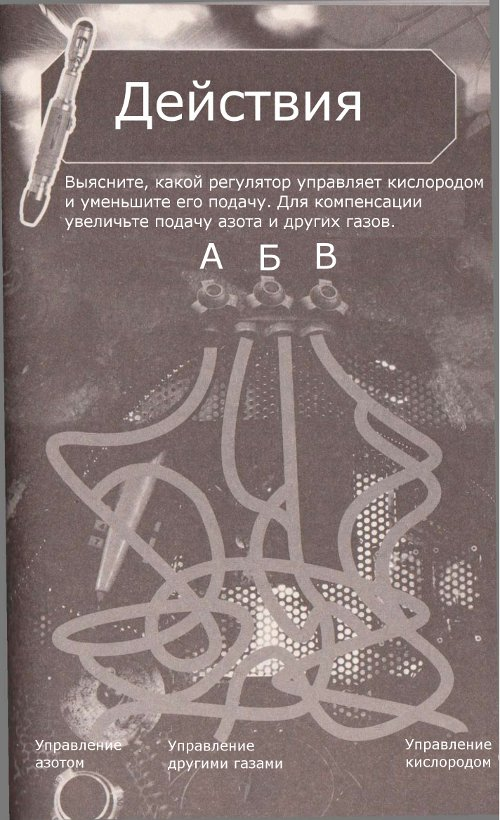 Действия
Выясните, какой регулятор управляет кислородом
и уменьшите его подачу. Для компенсации
увеличьте подачу азота и других газов.
А Б В
Управление
азотом
Управление
другими газами
Управление
кислородом